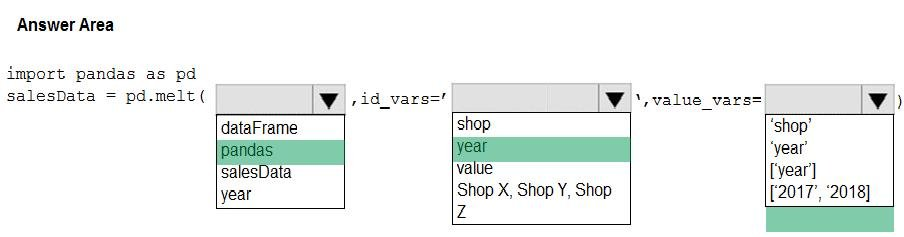 Answer Area
import pandas as pd
salesData = pd.melt( ,id_vars=’ ‘,value_vars= )
dataFrame
pandas
salesData
year
shop
year
value
Shop X, Shop Y, Shop
Z
‘shop’
‘year’
[‘year’]
[‘2017’, ‘2018]